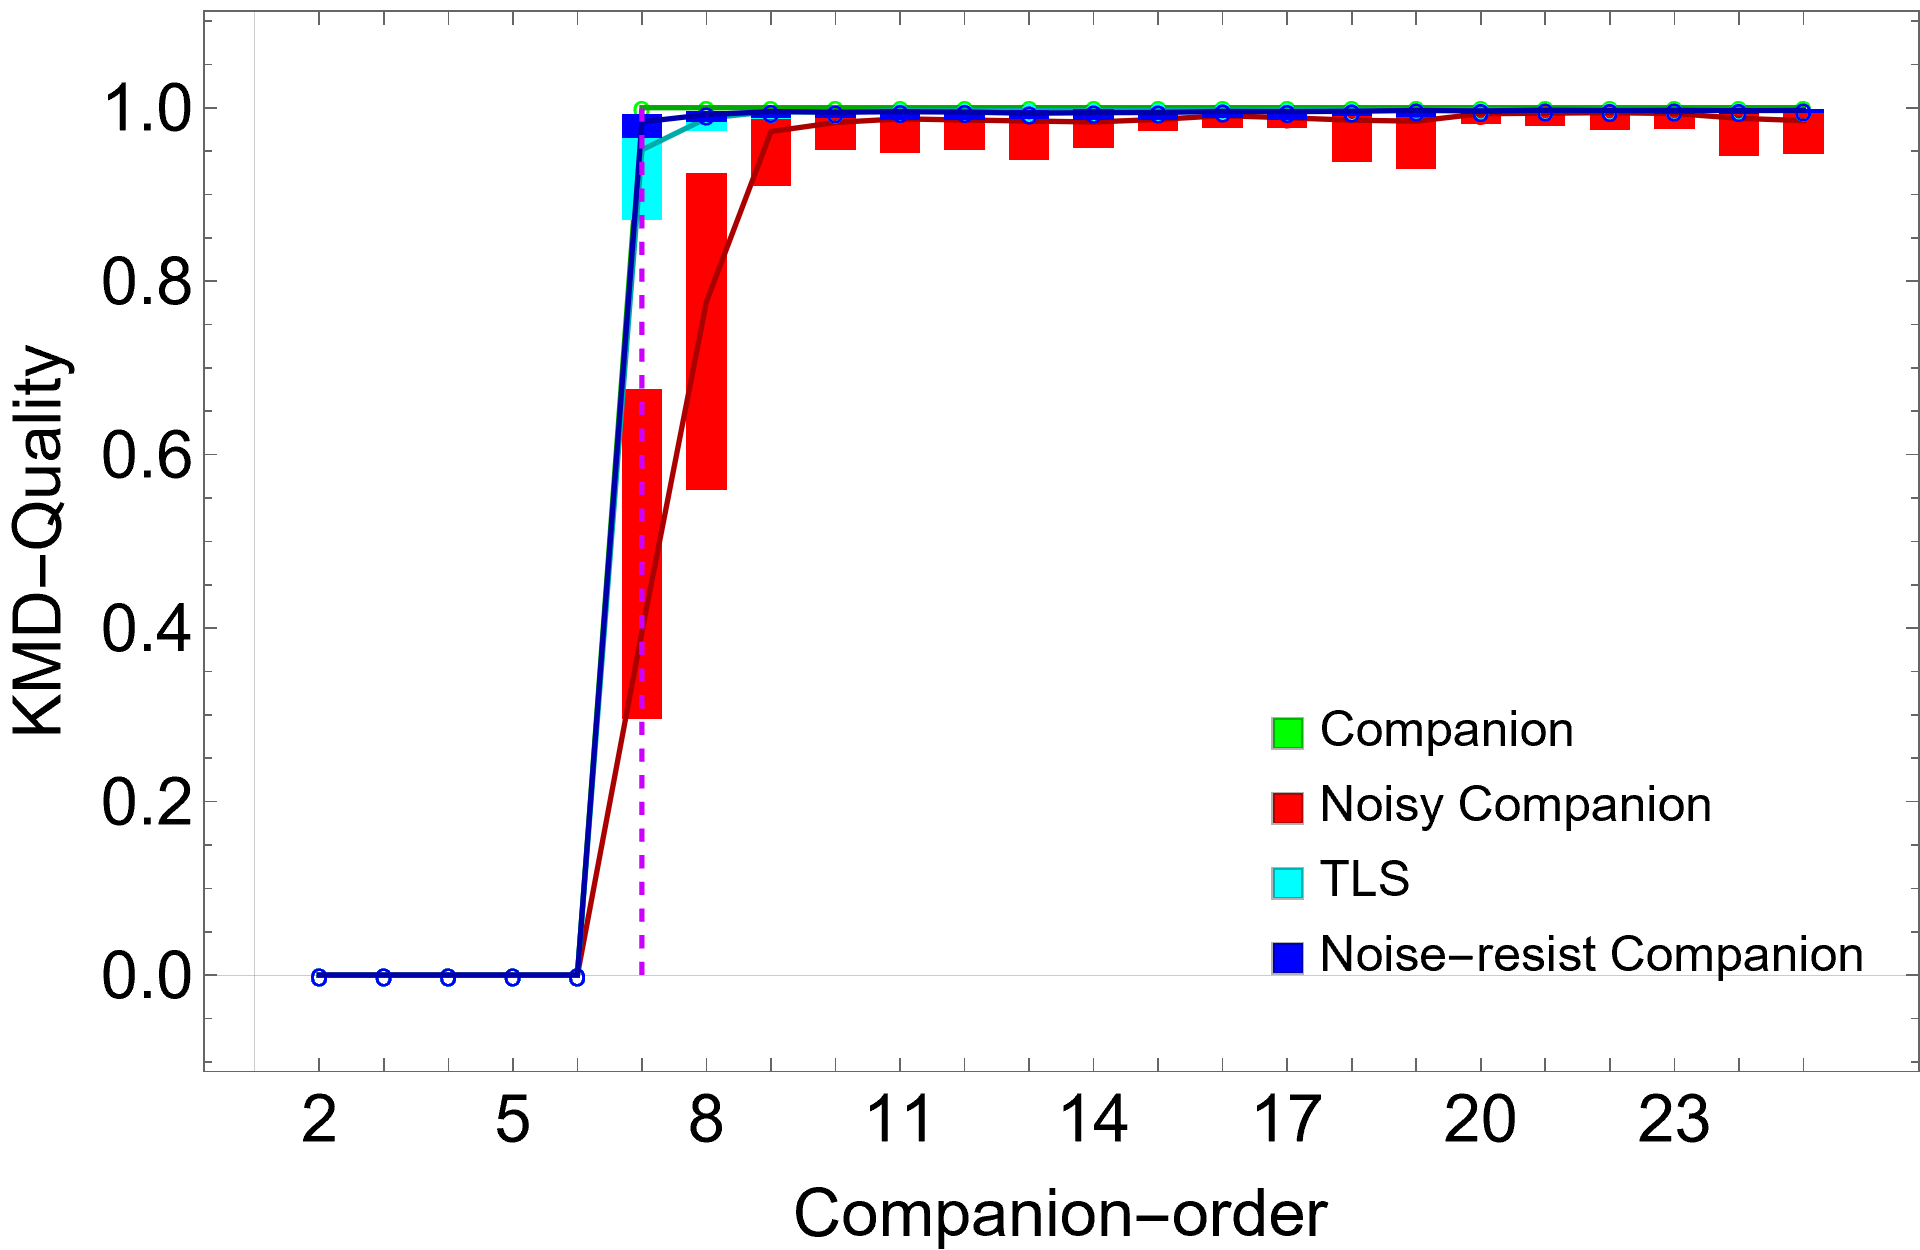 1.0
0.8
0.6
0.4
0.2
0.0
KMD-Quality
Companion
Noisy Companion
TLS
Noise-resist Companion
2 5 8 11 14 17 20 23
Companion-order